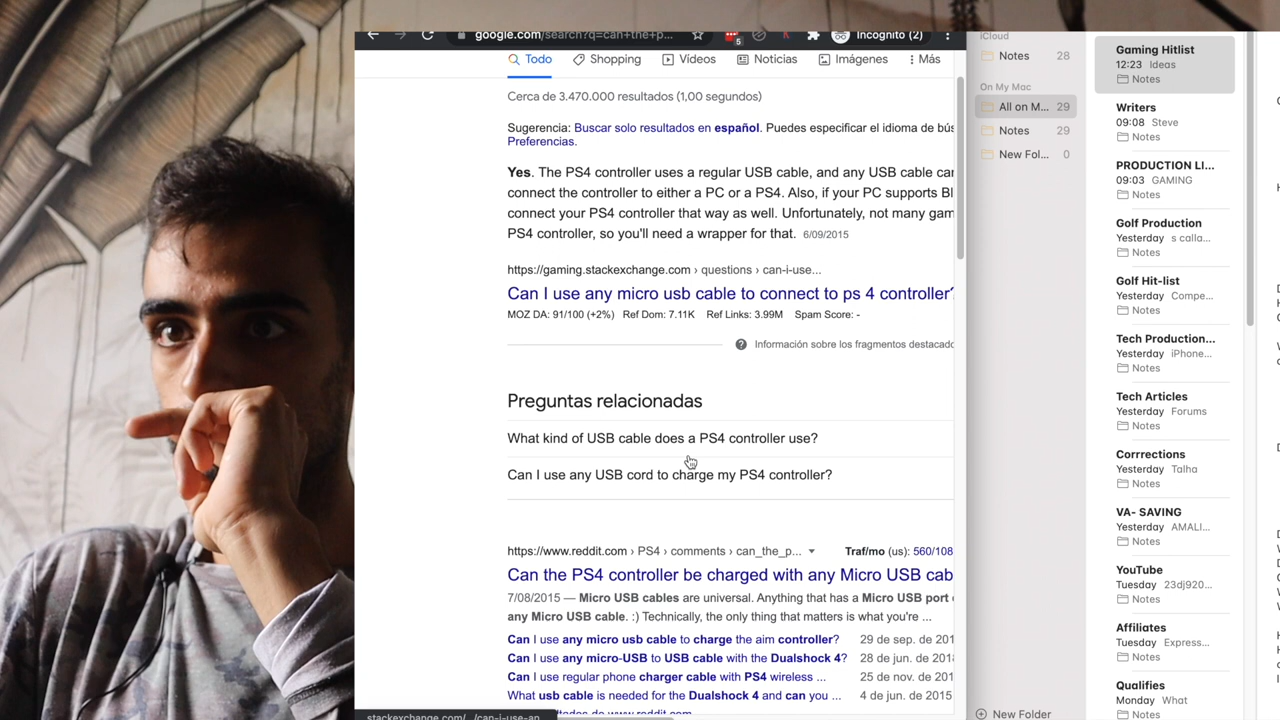 google.com/search?q=can+the+p...
5
Incognito (2)
Todo
Shopping
Vídeos
Noticias
Imágenes
Más
Cerca de 3.470.000 resultados (1,00 segundos)
Sugerencia: Buscar solo resultados en español. Puedes especificar el idioma de bús
Preferencias.
Yes. The PS4 controller uses a regular USB cable, and any USB cable car
connect the controller to either a PC or a PS4. Also, if your PC supports Bl
connect your PS4 controller that way as well. Unfortunately, not many gam
PS4 controller, so you'll need a wrapper for that. 6/09/2015
https://gaming.stackexchange.com › questions › can-i-use...
Can I use any micro usb cable to connect to ps 4 controller?
MOZ DA: 91/100 (+2%) Ref Dom: 7.11K Ref Links: 3.99M Spam Score: -
Información sobre los fragmentos destacado
Preguntas relacionadas
What kind of USB cable does a PS4 controller use?
Can I use any USB cord to charge my PS4 controller?
https://www.reddit.com › PS4 › comments › can_the_p...
Traf/mo (us): 560/108
Can the PS4 controller be charged with any Micro USB cab
7/08/2015 — Micro USB cables are universal. Anything that has a Micro USB port
any Micro USB cable. :) Technically, the only thing that matters is what you're ...
Can I use any micro usb cable to charge the aim controller? 29 de sep. de 201
Can I use any micro-USB to USB cable with the Dualshock 4? 28 de jun. de 201
Can I use regular phone charger cable with PS4 wireless ... 25 de nov. de 201
What usb cable is needed for the Dualshock 4 and can you ... 4 de jun. de 2015
de www.reddit.com
iCloud
Notes 28
On My Mac
All on M... 29
Notes 29
New Fol... 0
New Folder
Gaming Hitlist
12:23 Ideas
Notes
Writers
09:08 Steve
Notes
PRODUCTION LI...
09:03 GAMING
Notes
Golf Production
Yesterday s calla...
Notes
Golf Hit-list
Yesterday Compe...
Notes
Tech Production...
Yesterday iPhone...
Notes
Tech Articles
Yesterday Forums
Notes
Corrrections
Yesterday Talha
Notes
VA- SAVING
Yesterday AMALI...
Notes
YouTube
Tuesday 23dj920...
Notes
Affiliates
Tuesday Express...
Notes
Qualifies
Monday What
Notes